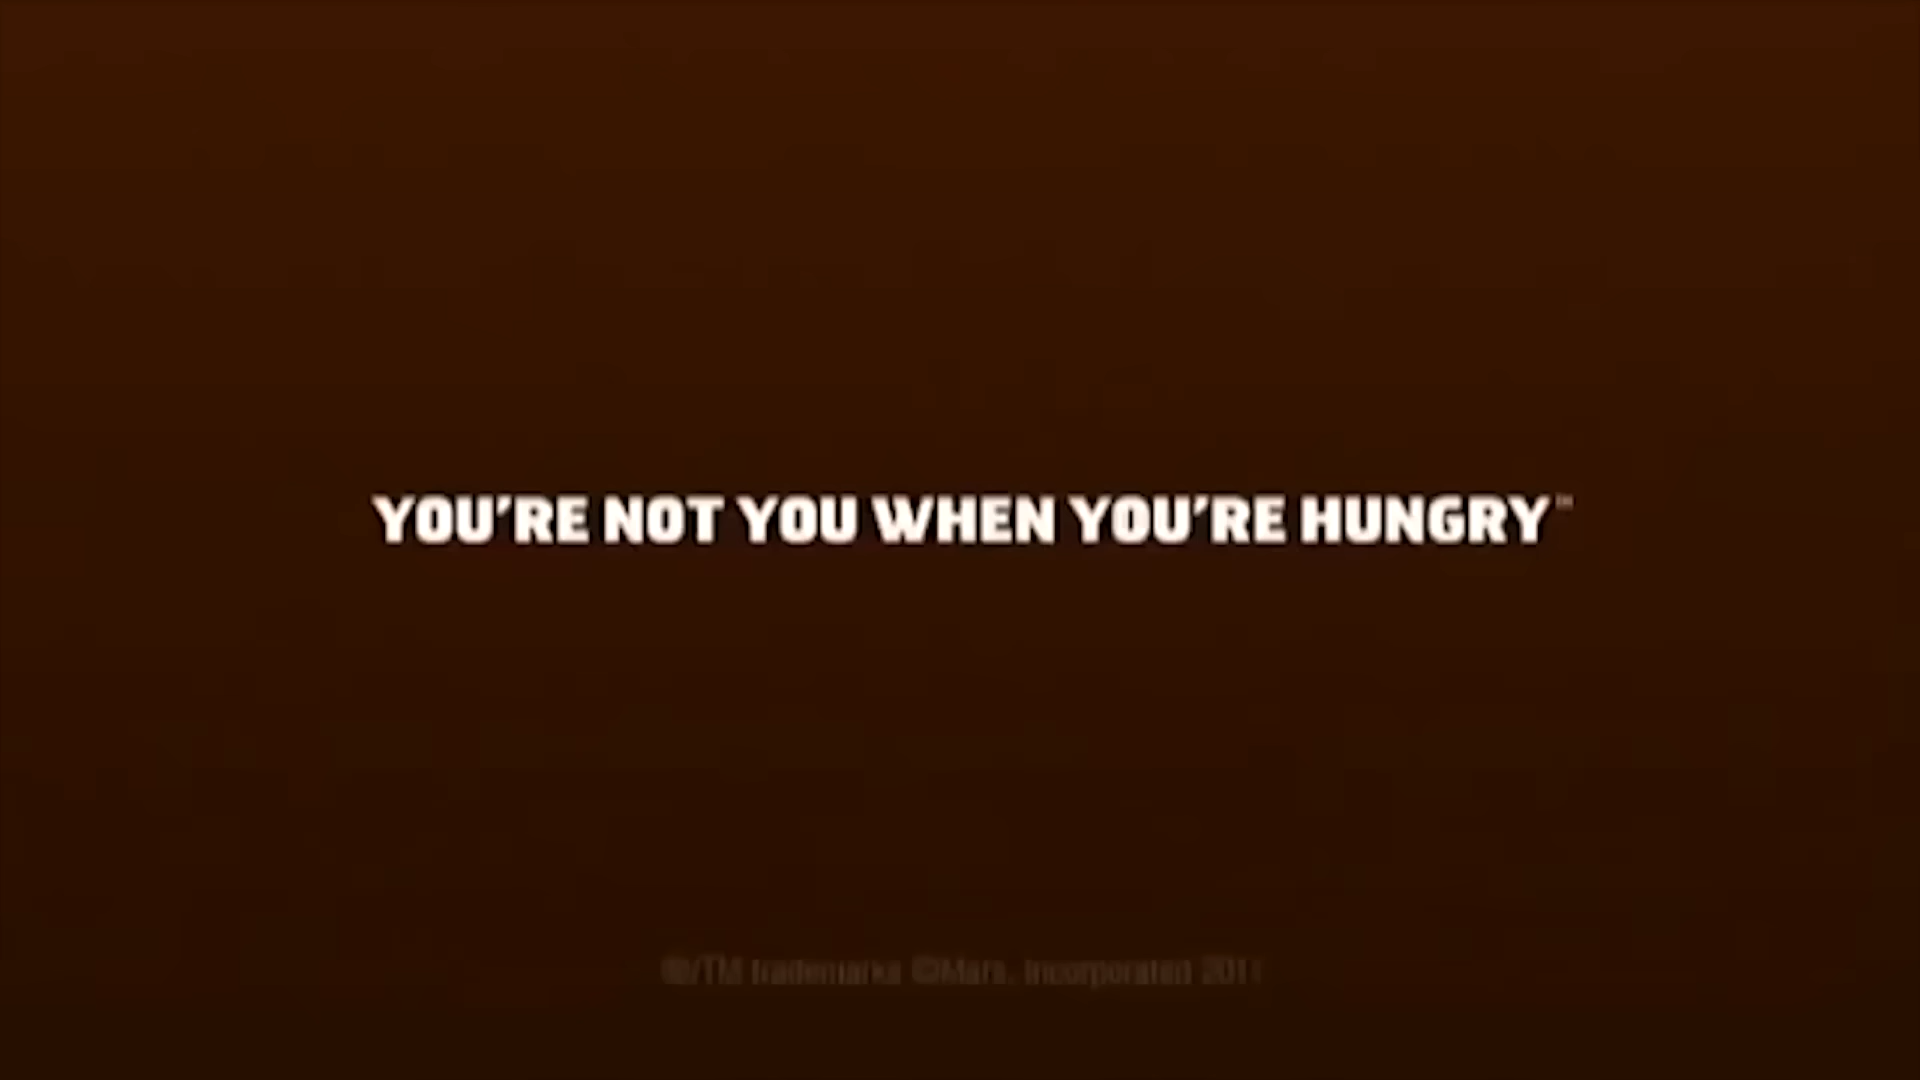 YOU'RE NOT YOU WHEN YOU'RE HUNGRY™
®/TM trademarks ©Mars, Incorporated 2011